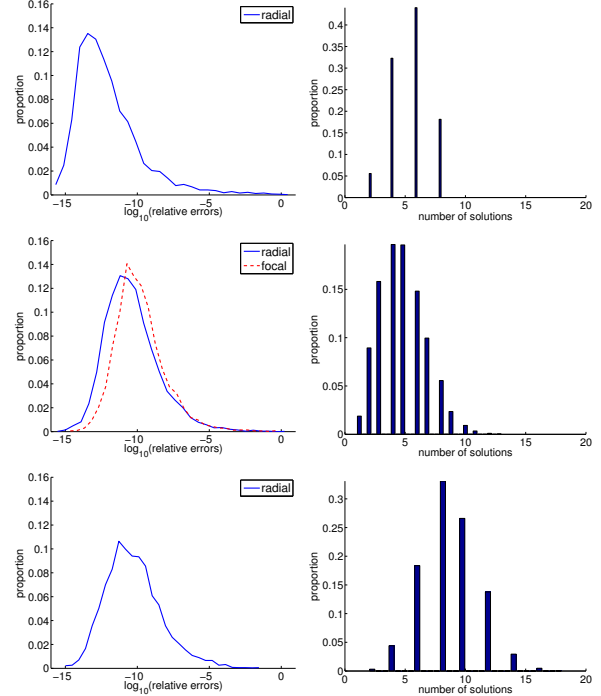 0.16
0.14
0.12
0.1
0.08
0.06
0.04
0.02
0
proportion
−15 −10 −5 0
log10(relative errors)
radial
0.4
0.35
0.3
0.25
0.2
0.15
0.1
0.05
0
proportion
0 5 10 15 20
number of solutions
0.16
0.14
0.12
0.1
0.08
0.06
0.04
0.02
0
proportion
−15 −10 −5 0
log10(relative errors)
radial
focal
0.15
0.1
0.05
0
proportion
0 5 10 15 20
number of solutions
0.16
0.14
0.12
0.1
0.08
0.06
0.04
0.02
0
proportion
−15 −10 −5 0
log10(relative errors)
radial
0.3
0.25
0.2
0.15
0.1
0.05
0
proportion
0 5 10 15 20
number of solutions